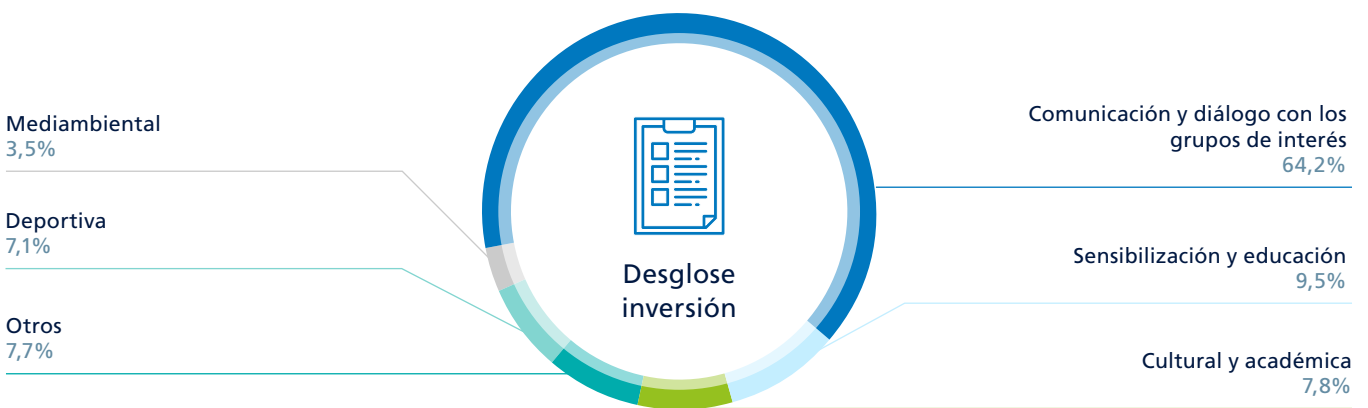 Mediambiental
3,5%
Deportiva
7,1%
Otros
7,7%
Desglose
inversión
Comunicación y diálogo con los
grupos de interés
64,2%
Sensibilización y educación
9,5%
Cultural y académica
7,8%